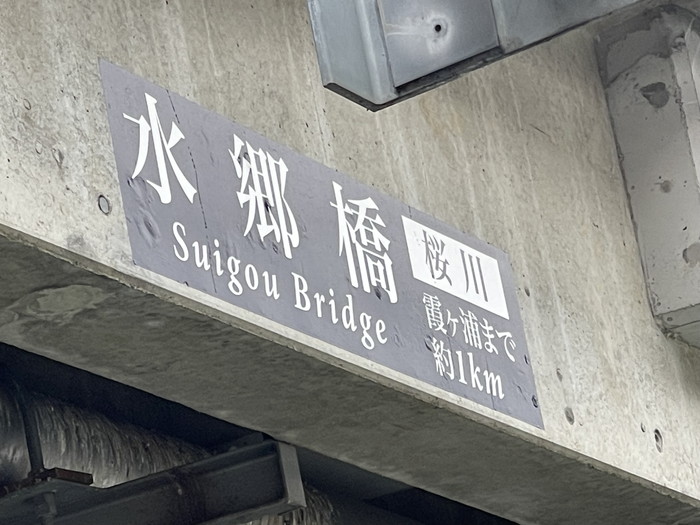 水郷橋
Suigou Bridge
桜川
霞ヶ浦まで
約1km